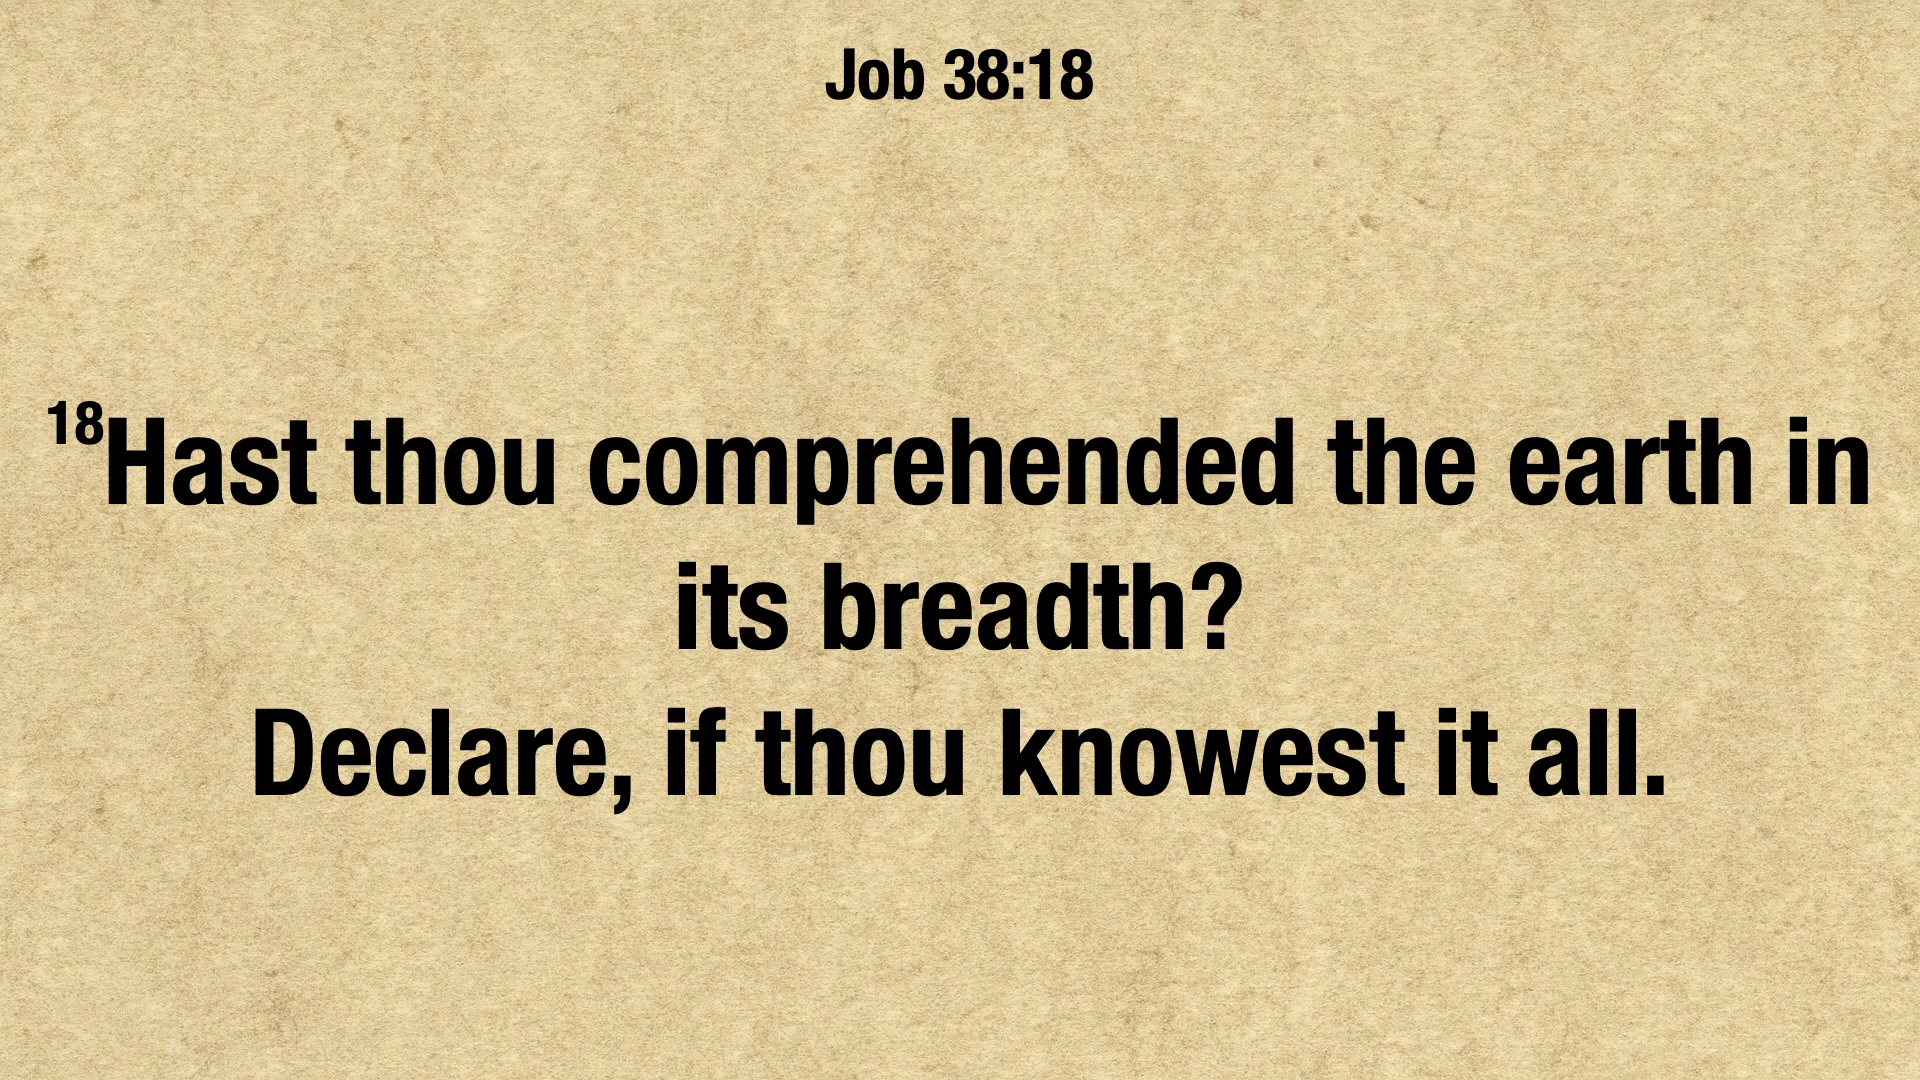 Job 38:18
18Hast thou comprehended the earth in
its breadth?
Declare, if thou knowest it all.